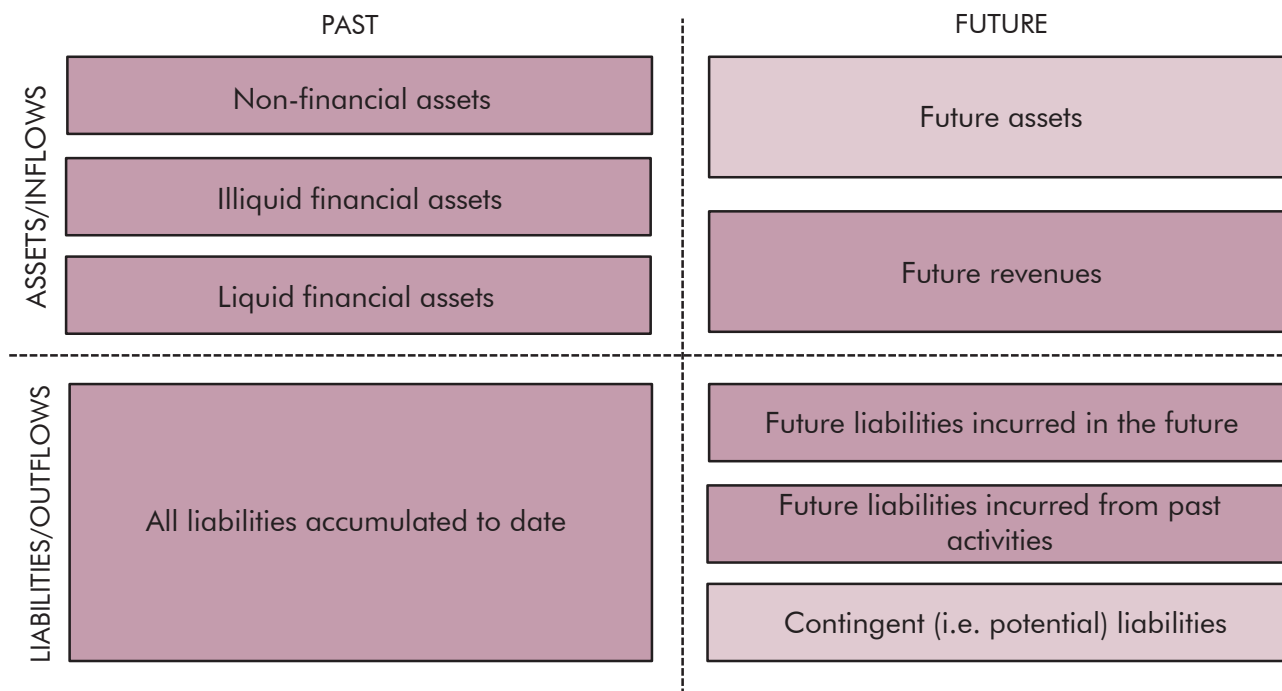 PAST
FUTURE
ASSETS/INFLOWS
Non-financial assets
Illiquid financial assets
Liquid financial assets
Future assets
Future revenues
LIABILITIES/OUTFLOWS
All liabilities accumulated to date
Future liabilities incurred in the future
Future liabilities incurred from past
activities
Contingent (i.e. potential) liabilities